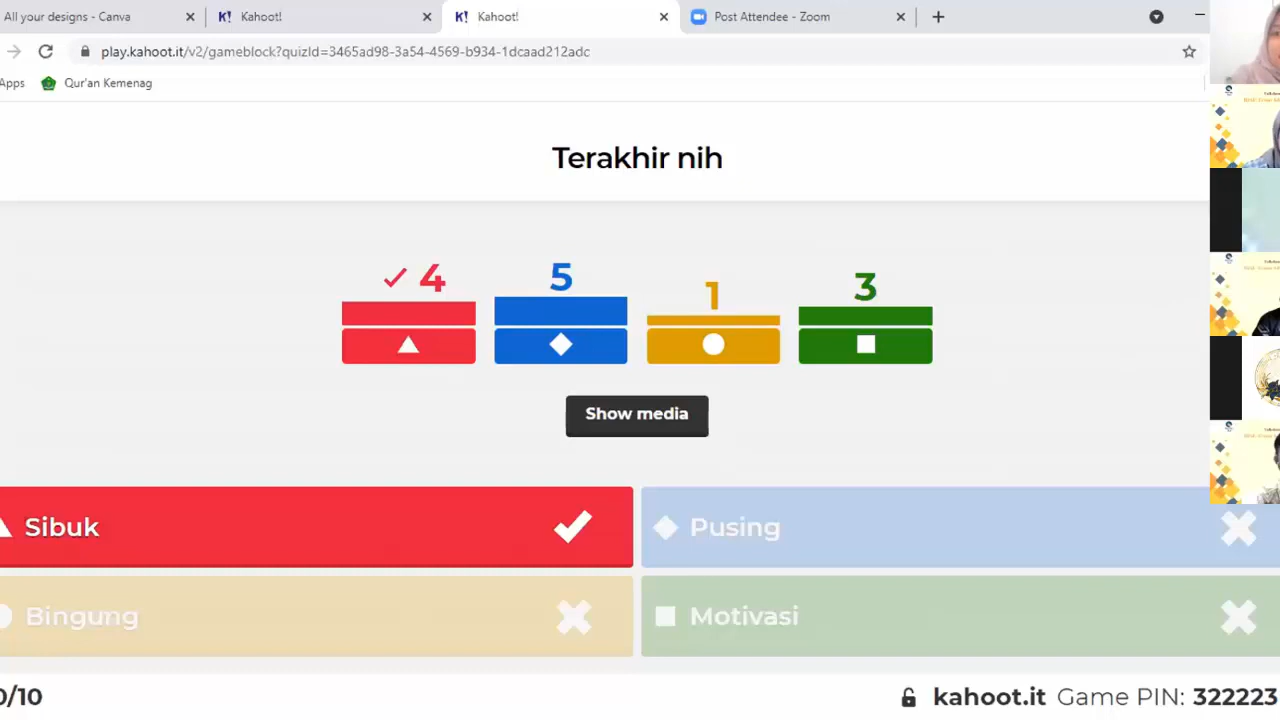 All your designs - Canva
Kahoot!
Kahoot!
Post Attendee - Zoom
play.kahoot.it/v2/gameblock?quizId=3465ad98-3a54-4569-b934-1dcaad212adc
Apps
Qur'an Kemenag
Terakhir nih
4
5
1
3
Show media
Sibuk
Pusing
Bingung
Motivasi
0/10
kahoot.it Game PIN: 322223